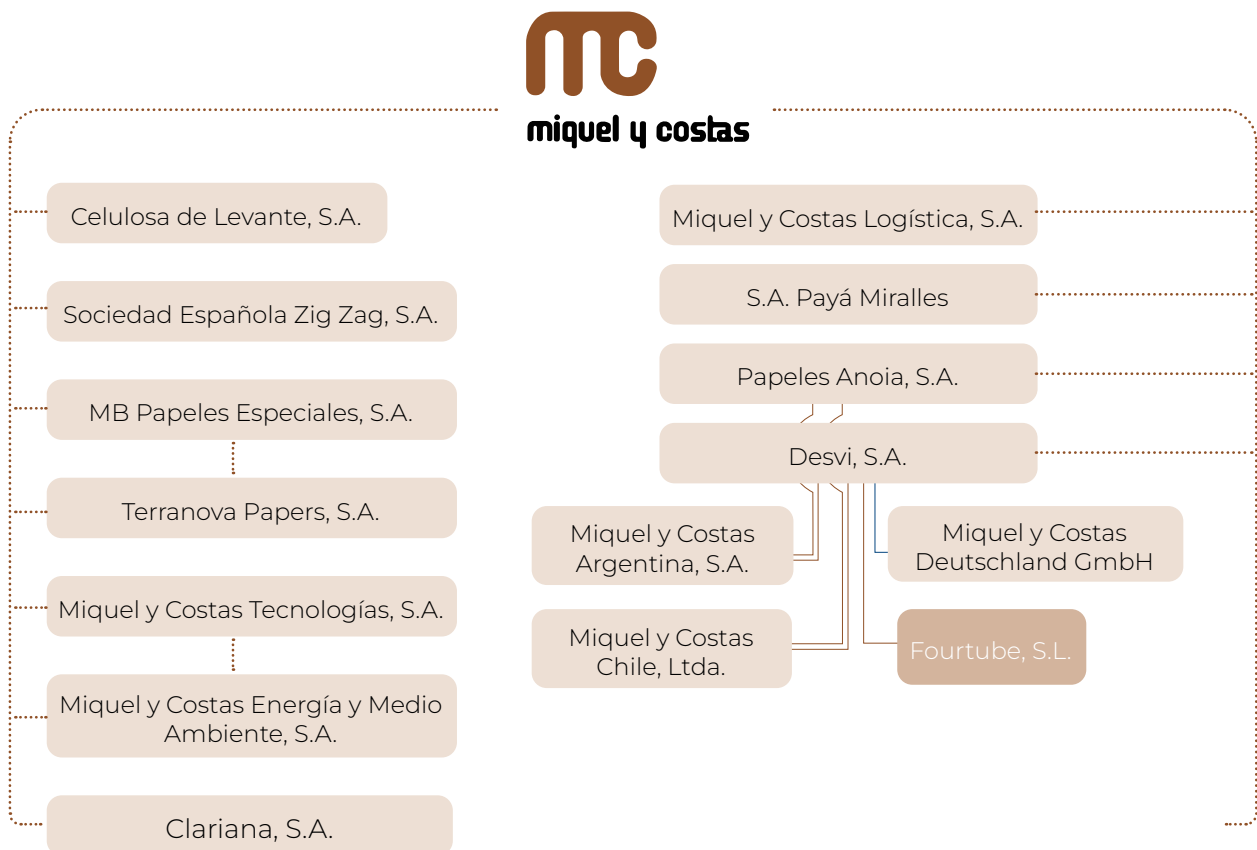 mc
miquel y costas
Celulosa de Levante, S.A.
Sociedad Española Zig Zag, S.A.
MB Papeles Especiales, S.A.
Terranova Papers, S.A.
Miquel y Costas Tecnologías, S.A.
Miquel y Costas Energía y Medio
Ambiente, S.A.
Clariana, S.A.
Miquel y Costas Logística, S.A.
S.A. Payá Miralles
Papeles Anoia, S.A.
Desvi, S.A.
Miquel y Costas
Argentina, S.A.
Miquel y Costas
Deutschland GmbH
Miquel y Costas
Chile, Ltda.
Fourtube, S.L.